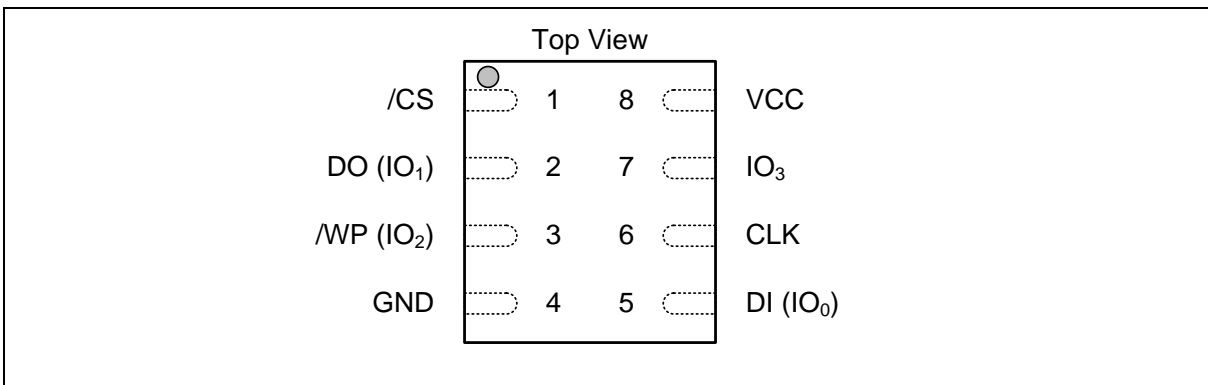 Top View
/CS 1 8 VCC
DO (IO₁) 2 7 IO₃
/WP (IO₂) 3 6 CLK
GND 4 5 DI (IO₀)